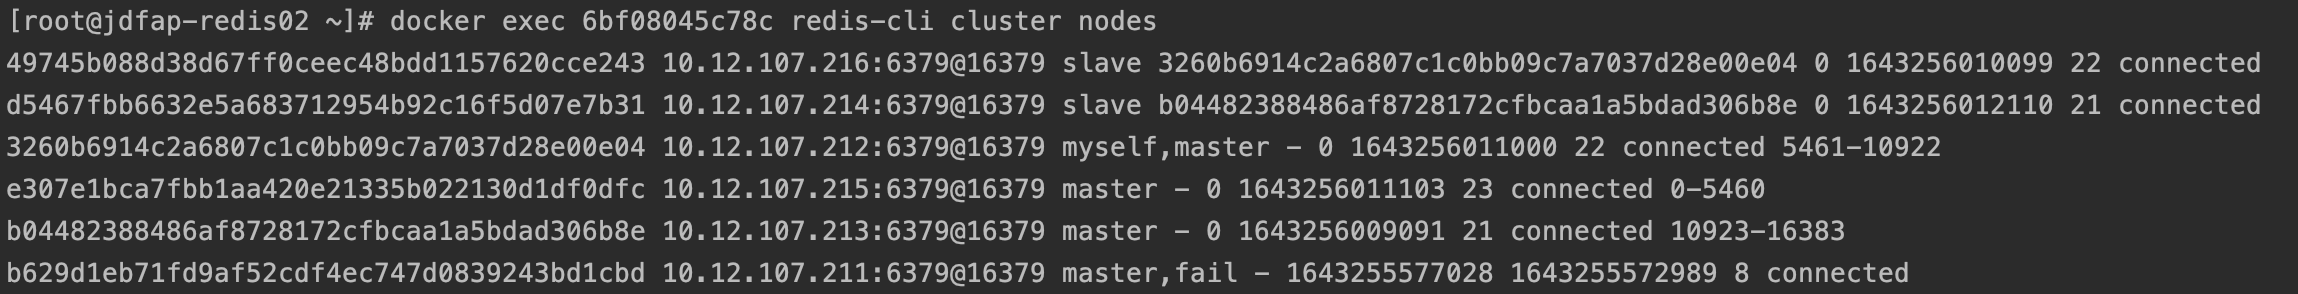 [root@jdfap-redis02 ~]# docker exec 6bf08045c78c redis-cli cluster nodes
49745b088d38d67ff0ceec48bdd1157620cce243 10.12.107.216:6379@16379 slave 3260b6914c2a6807c1c0bb09c7a7037d28e00e04 0 1643256010099 22 connected
d5467fbb6632e5a683712954b92c16f5d07e7b31 10.12.107.214:6379@16379 slave b04482388486af8728172cfbcaa1a5bdad306b8e 0 1643256012110 21 connected
3260b6914c2a6807c1c0bb09c7a7037d28e00e04 10.12.107.212:6379@16379 myself,master - 0 1643256011000 22 connected 5461-10922
e307e1bca7fbb1aa420e21335b022130d1df0dfc 10.12.107.215:6379@16379 master - 0 1643256011103 23 connected 0-5460
b04482388486af8728172cfbcaa1a5bdad306b8e 10.12.107.213:6379@16379 master - 0 1643256009091 21 connected 10923-16383
b629d1eb71fd9af52cdf4ec747d0839243bd1cbd 10.12.107.211:6379@16379 master,fail - 1643255577028 1643255572989 8 connected